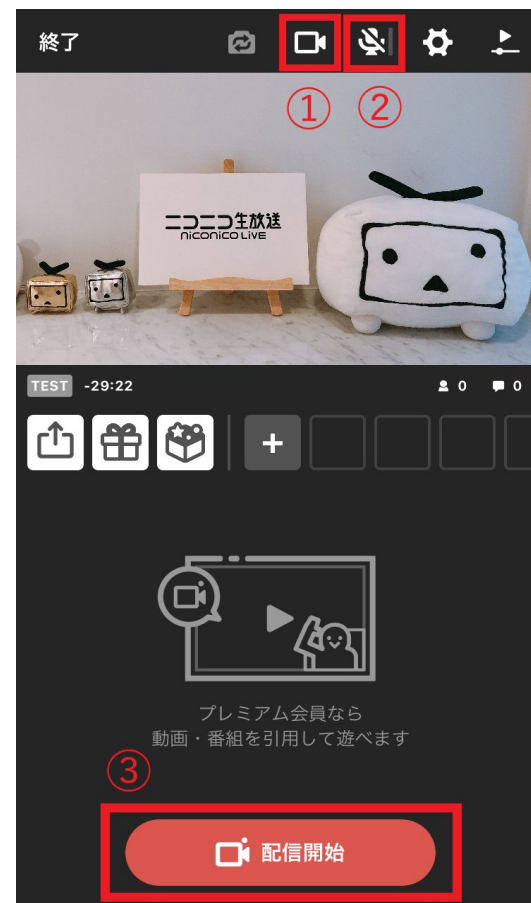 終了
①
②
ニコニコ生放送
niconico LIVE
TEST -29:22
0
0
プレミアム会員なら
動画・番組を引用して遊べます
③
配信開始